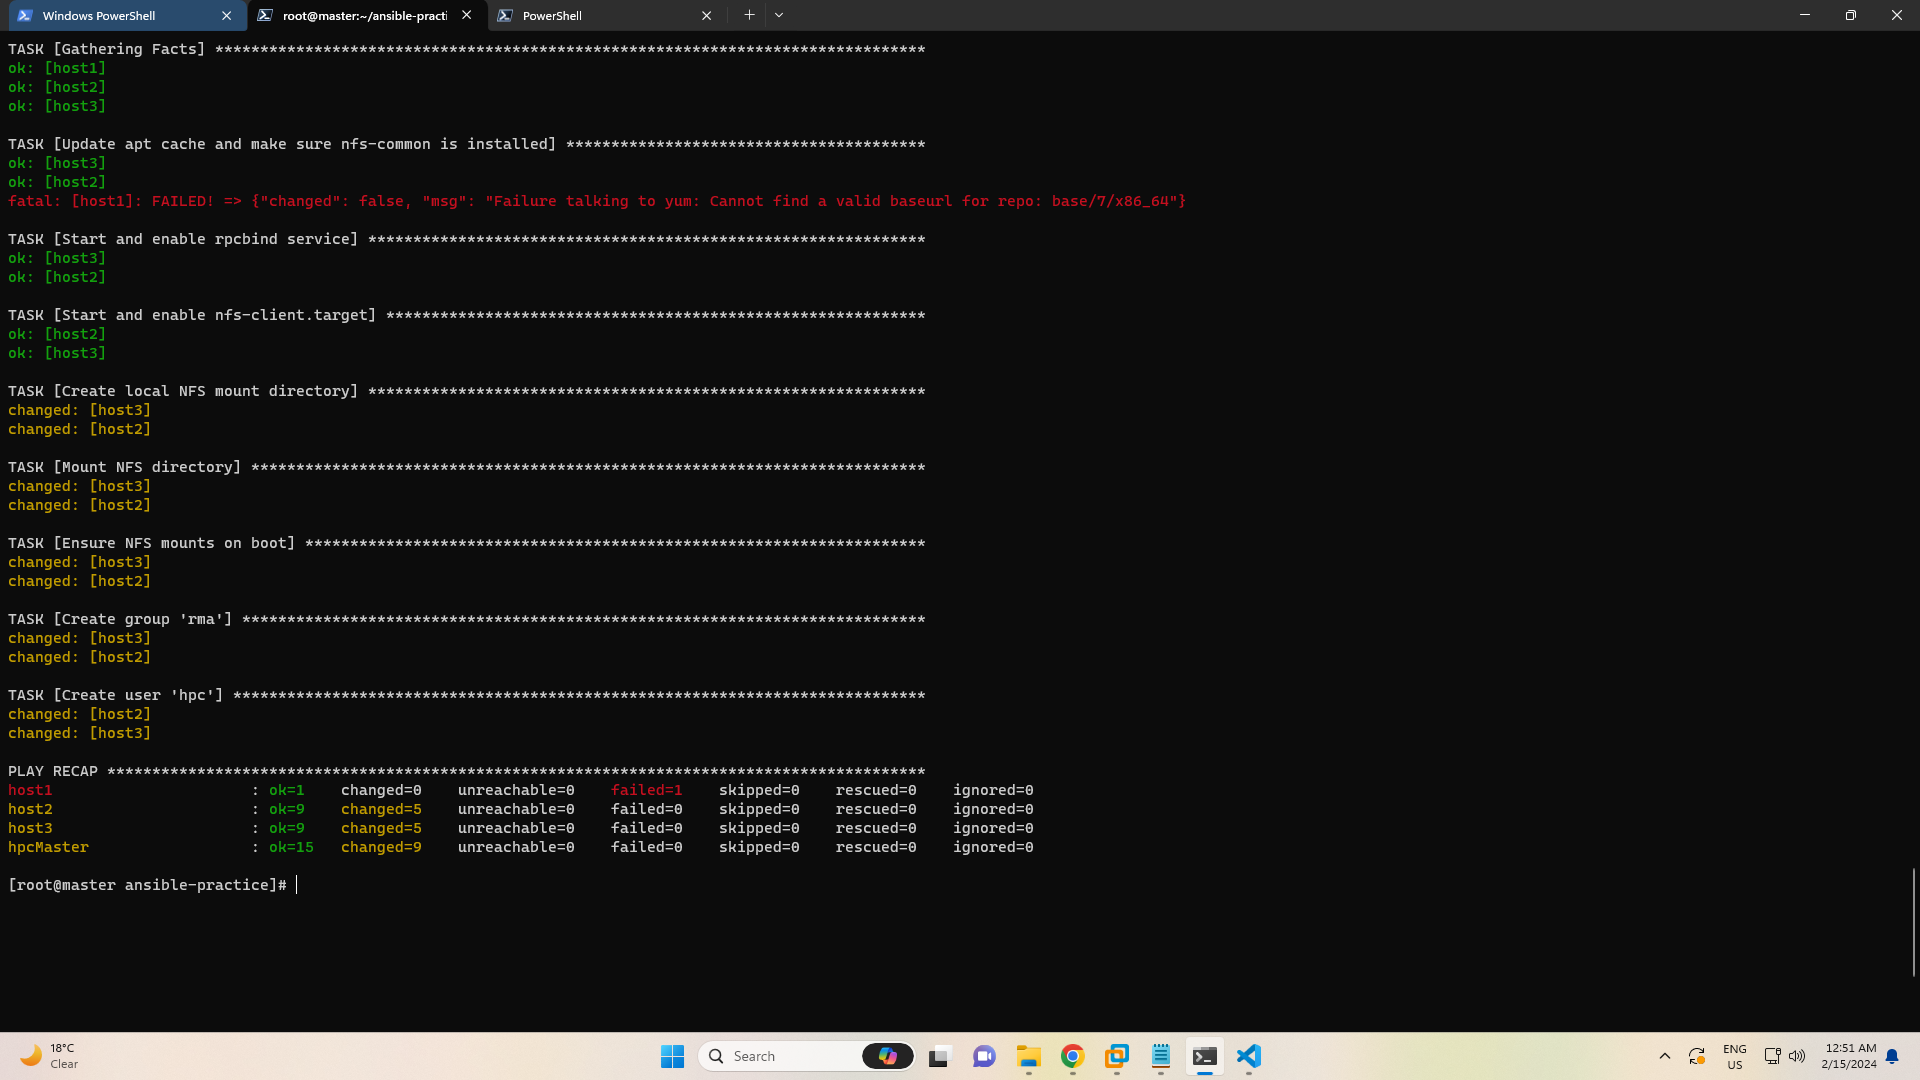 Windows PowerShell
root@master:~/ansible-practi
PowerShell
TASK [Gathering Facts] *******************************************************************************
ok: [host1]
ok: [host2]
ok: [host3]
TASK [Update apt cache and make sure nfs-common is installed] ****************************************
ok: [host3]
ok: [host2]
fatal: [host1]: FAILED! => {"changed": false, "msg": "Failure talking to yum: Cannot find a valid baseurl for repo: base/7/x86_64"}
TASK [Start and enable rpcbind service] **************************************************************
ok: [host3]
ok: [host2]
TASK [Start and enable nfs-client.target] ************************************************************
ok: [host2]
ok: [host3]
TASK [Create local NFS mount directory] **************************************************************
changed: [host3]
changed: [host2]
TASK [Mount NFS directory] ***************************************************************************
changed: [host3]
changed: [host2]
TASK [Ensure NFS mounts on boot] *********************************************************************
changed: [host3]
changed: [host2]
TASK [Create group 'rma'] ****************************************************************************
changed: [host3]
changed: [host2]
TASK [Create user 'hpc'] *****************************************************************************
changed: [host2]
changed: [host3]
PLAY RECAP *******************************************************************************************
host1 : ok=1 changed=0 unreachable=0 failed=1 skipped=0 rescued=0 ignored=0
host2 : ok=9 changed=5 unreachable=0 failed=0 skipped=0 rescued=0 ignored=0
host3 : ok=9 changed=5 unreachable=0 failed=0 skipped=0 rescued=0 ignored=0
hpcMaster : ok=15 changed=9 unreachable=0 failed=0 skipped=0 rescued=0 ignored=0
[root@master ansible-practice]#
18°C
Clear
Search
ENG
US
12:51 AM
2/15/2024